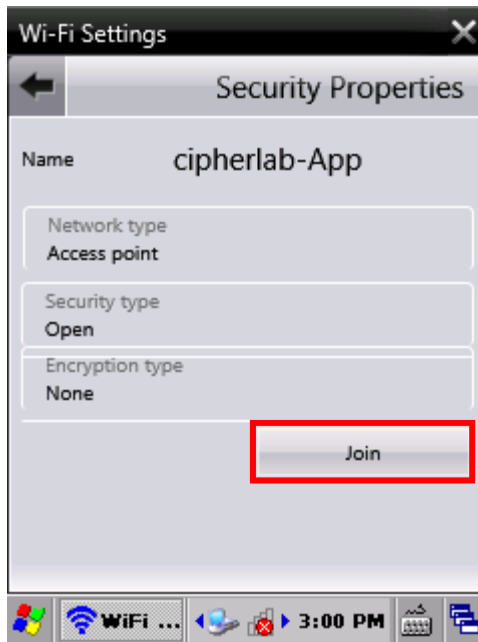 Wi-Fi Settings
Security Properties
Name cipherlab-App
Network type
Access point
Security type
Open
Encryption type
None
Join
WiFi ... 3:00 PM